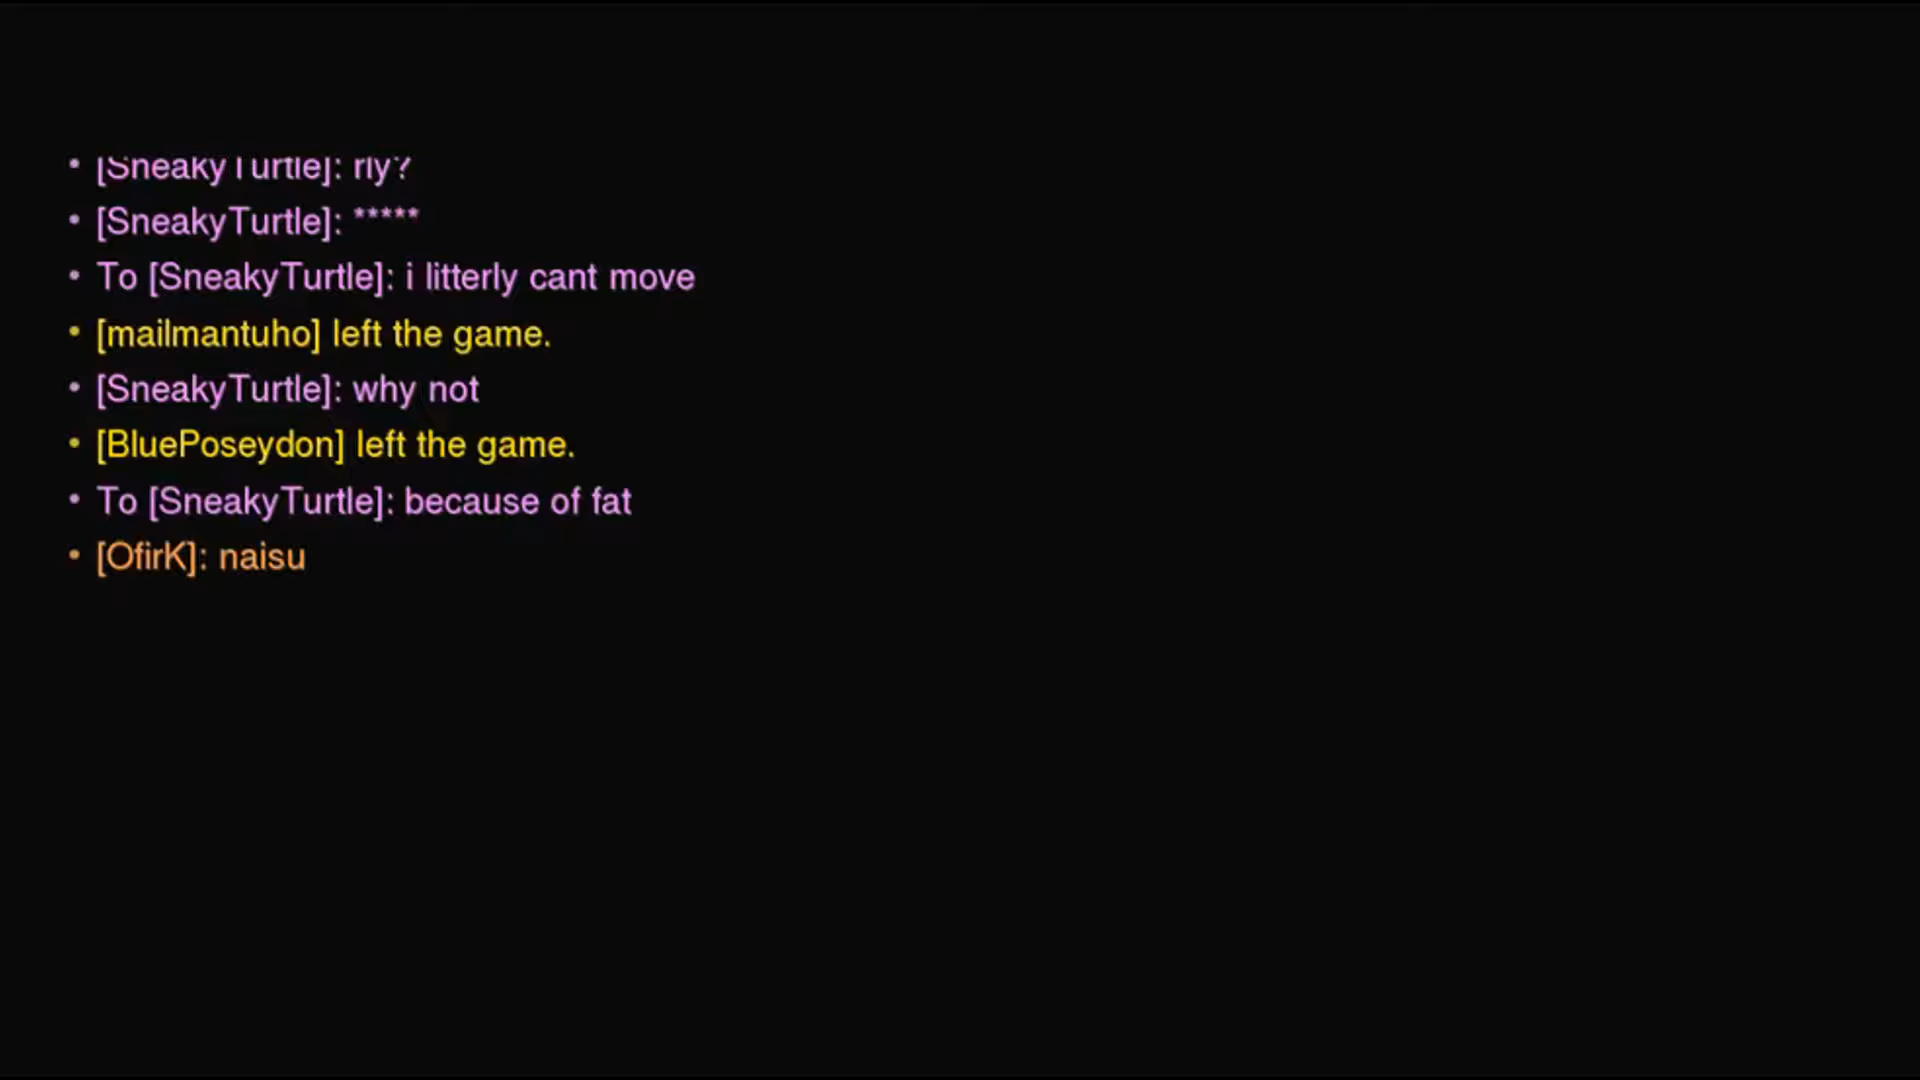 • [SneakyTurtle]: rly?
• [SneakyTurtle]: *****
• To [SneakyTurtle]: i litterly cant move
• [mailmantuho] left the game.
• [SneakyTurtle]: why not
• [BluePoseydon] left the game.
• To [SneakyTurtle]: because of fat
• [OfirK]: naisu